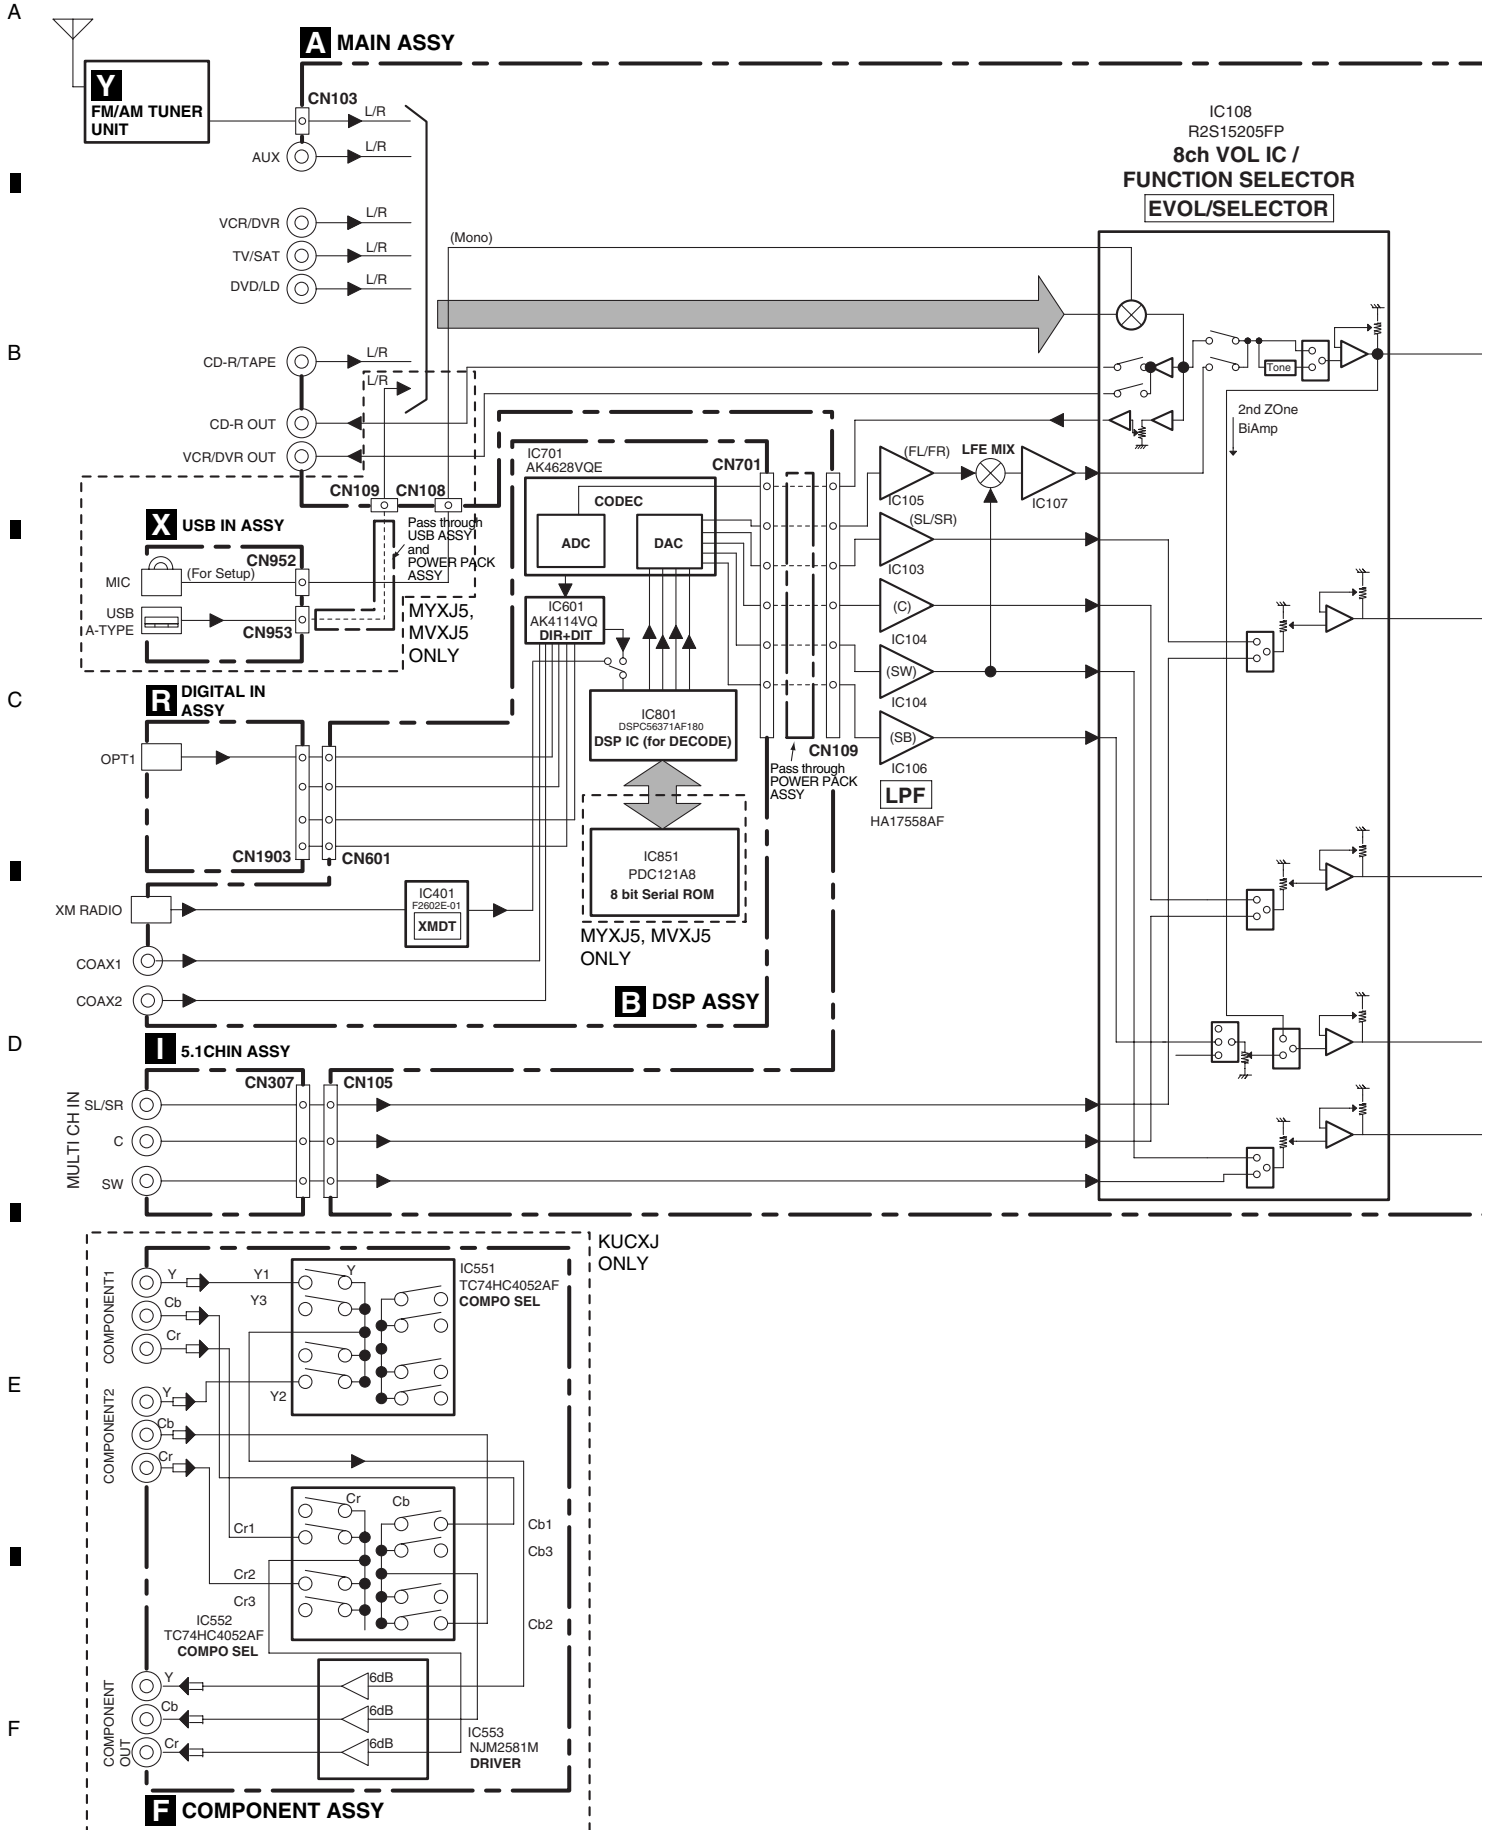 A
A MAIN ASSY
Y
FM/AM TUNER
UNIT
CN103
L/R
AUX
L/R
IC108
R2S15205FP
8ch VOL IC /
FUNCTION SELECTOR
EVOL/SELECTOR
VCR/DVR
L/R
TV/SAT
L/R
DVD/LD
L/R
(Mono)
B
CD-R/TAPE
L/R
L/R
Tone
CD-R OUT
VCR/DVR OUT
2nd ZOne
BiAmp
IC701
AK4628VQE
CODEC
ADC
DAC
CN701
(FL/FR)
IC105
LFE MIX
IC107
CN109
CN108
X USB IN ASSY
Pass through
USB ASSY
and
POWER PACK
ASSY
(SL/SR)
IC103
CN952
MIC
(For Setup)
USB
A-TYPE
CN953
MYXJ5,
MVXJ5
ONLY
IC601
AK4114VQ
DIR+DIT
(C)
IC104
(SW)
IC104
C
R DIGITAL IN
ASSY
OPT1
IC801
DSPC56371AF180
DSP IC (for DECODE)
(SB)
IC106
CN109
Pass through
POWER PACK
ASSY
LPF
HA17558AF
CN1903
CN601
IC851
PDC121A8
8 bit Serial ROM
MYXJ5, MVXJ5
ONLY
XM RADIO
IC401
F2602E-01
XMDT
COAX1
COAX2
B DSP ASSY
D
I 5.1CHIN ASSY
CN307
CN105
MULTI CH IN
SL/SR
C
SW
KUCXJ
ONLY
COMPONENT1
Y
Cb
Cr
Y1
Y3
Y
IC551
TC74HC4052AF
COMPO SEL
E
COMPONENT2
Y
Cb
Cr
Y2
Cr
Cb
Cr1
Cb1
Cb3
Cr2
Cr3
Cb2
IC552
TC74HC4052AF
COMPO SEL
F
COMPONENT
OUT
Y
Cb
Cr
6dB
6dB
6dB
IC553
NJM2581M
DRIVER
F COMPONENT ASSY